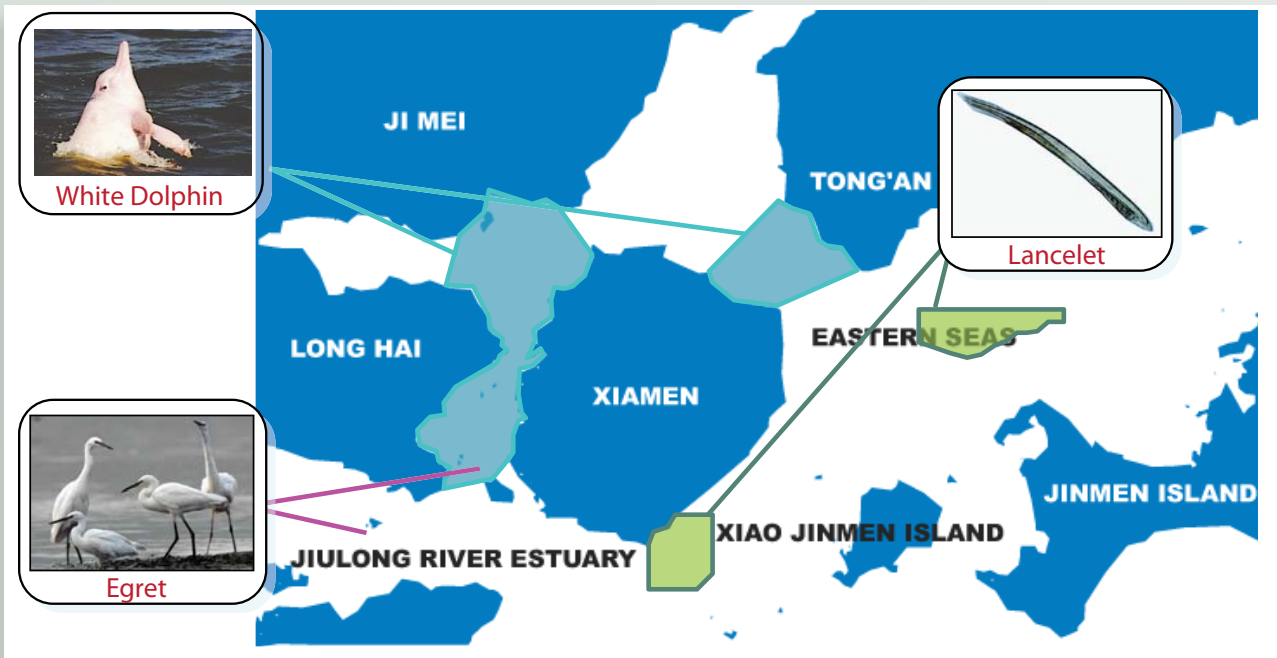 JI MEI
White Dolphin
TONG'AN
Lancelet
EASTERN SEAS
LONG HAI
XIAMEN
JINMEN ISLAND
XIAO JINMEN ISLAND
JIULONG RIVER ESTUARY
Egret